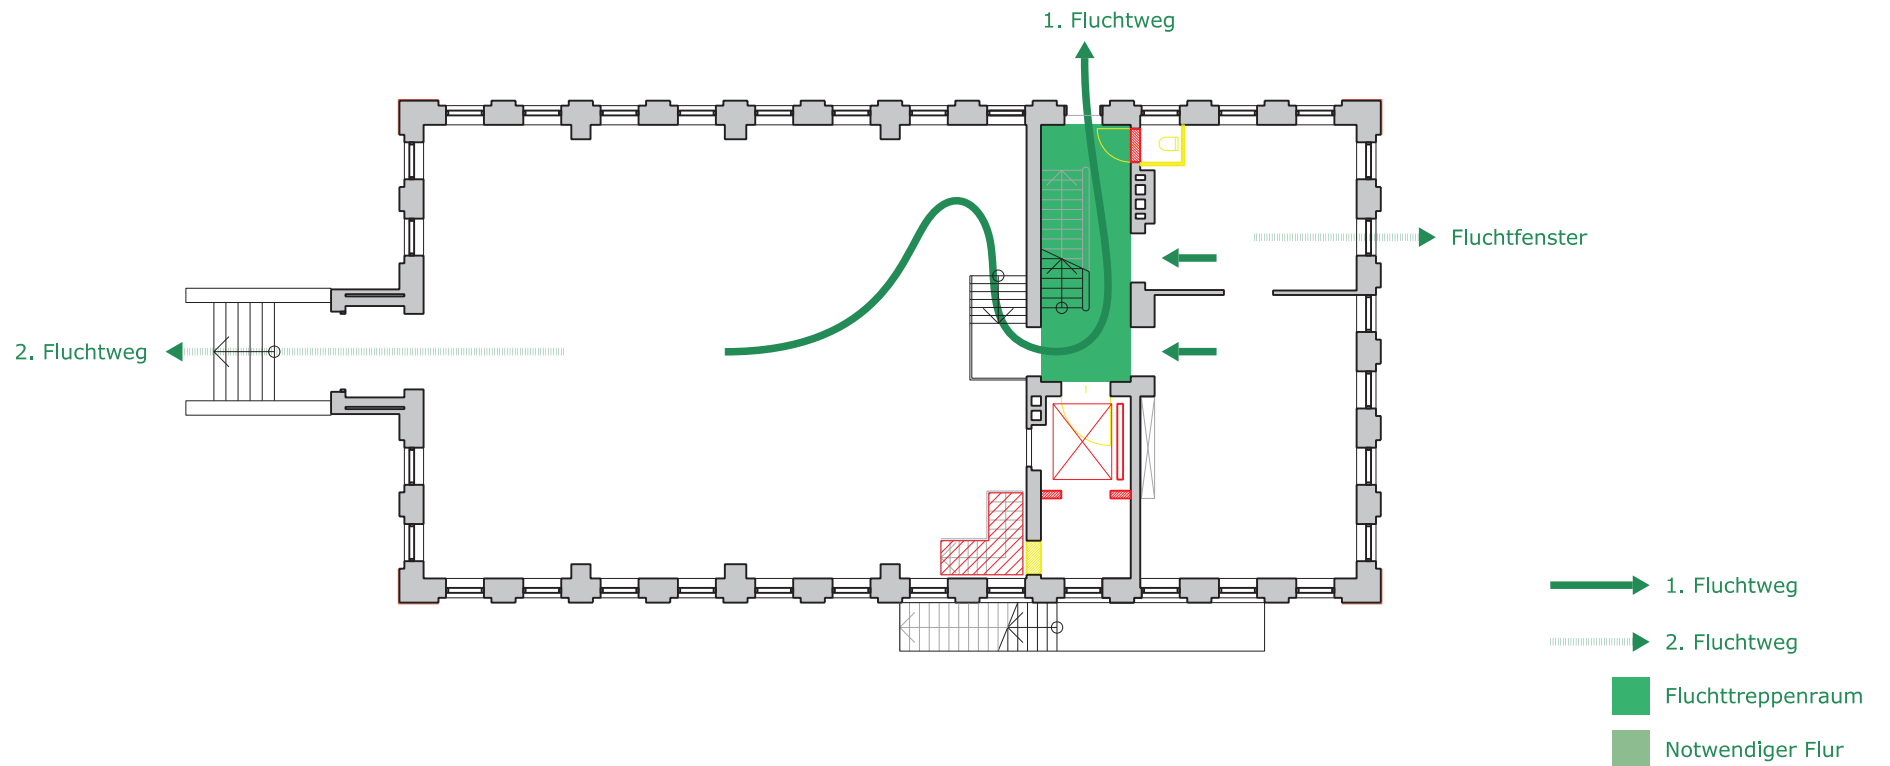 1. Fluchtweg
Fluchtfenster
2. Fluchtweg
1. Fluchtweg
2. Fluchtweg
Fluchttreppenraum
Notwendiger Flur